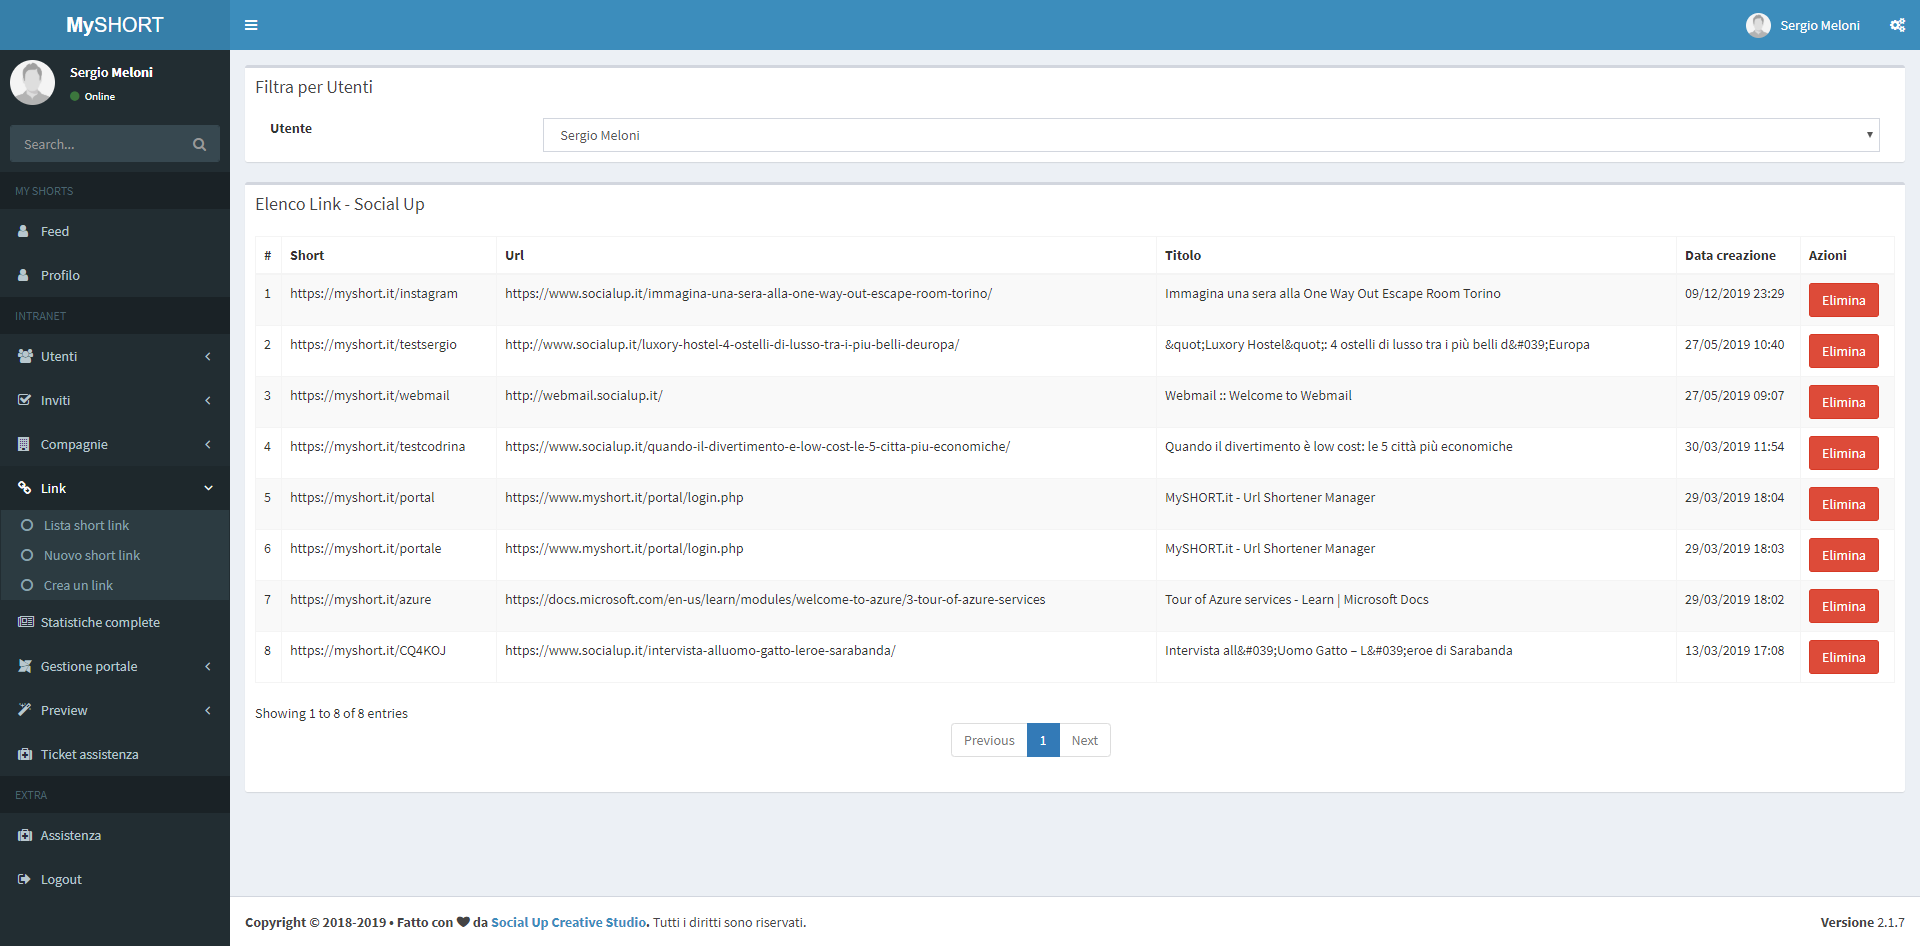 MySHORT
Sergio Meloni
Sergio Meloni
Online
Search...
MY SHORTS
Feed
Profilo
INTRANET
Utenti
Inviti
Compagnie
Link
Lista short link
Nuovo short link
Crea un link
Statistiche complete
Gestione portale
Preview
Ticket assistenza
EXTRA
Assistenza
Logout
Filtra per Utenti
Utente Sergio Meloni
Elenco Link - Social Up
# Short Url Titolo Data creazione Azioni
1 https://myshort.it/instagram https://www.socialup.it/immagina-una-sera-alla-one-way-out-escape-room-torino/ Immagina una sera alla One Way Out Escape Room Torino 09/12/2019 23:29 Elimina
2 https://myshort.it/testsergio http://www.socialup.it/luxory-hostel-4-ostelli-di-lusso-tra-i-piu-belli-deuropa/ &quot;Luxory Hostel&quot;: 4 ostelli di lusso tra i più belli d&#039;Europa 27/05/2019 10:40 Elimina
3 https://myshort.it/webmail http://webmail.socialup.it/ Webmail :: Welcome to Webmail 27/05/2019 09:07 Elimina
4 https://myshort.it/testcodrina https://www.socialup.it/quando-il-divertimento-e-low-cost-le-5-citta-piu-economiche/ Quando il divertimento è low cost: le 5 città più economiche 30/03/2019 11:54 Elimina
5 https://myshort.it/portal https://www.myshort.it/portal/login.php MySHORT.it - Url Shortener Manager 29/03/2019 18:04 Elimina
6 https://myshort.it/portale https://www.myshort.it/portal/login.php MySHORT.it - Url Shortener Manager 29/03/2019 18:03 Elimina
7 https://myshort.it/azure https://docs.microsoft.com/en-us/learn/modules/welcome-to-azure/3-tour-of-azure-services Tour of Azure services - Learn | Microsoft Docs 29/03/2019 18:02 Elimina
8 https://myshort.it/CQ4KOJ https://www.socialup.it/intervista-alluomo-gatto-leroe-sarabanda/ Intervista all&#039;Uomo Gatto – L&#039;eroe di Sarabanda 13/03/2019 17:08 Elimina
Showing 1 to 8 of 8 entries
Previous 1 Next
Copyright © 2018-2019 • Fatto con ♥ da Social Up Creative Studio. Tutti i diritti sono riservati. Versione 2.1.7